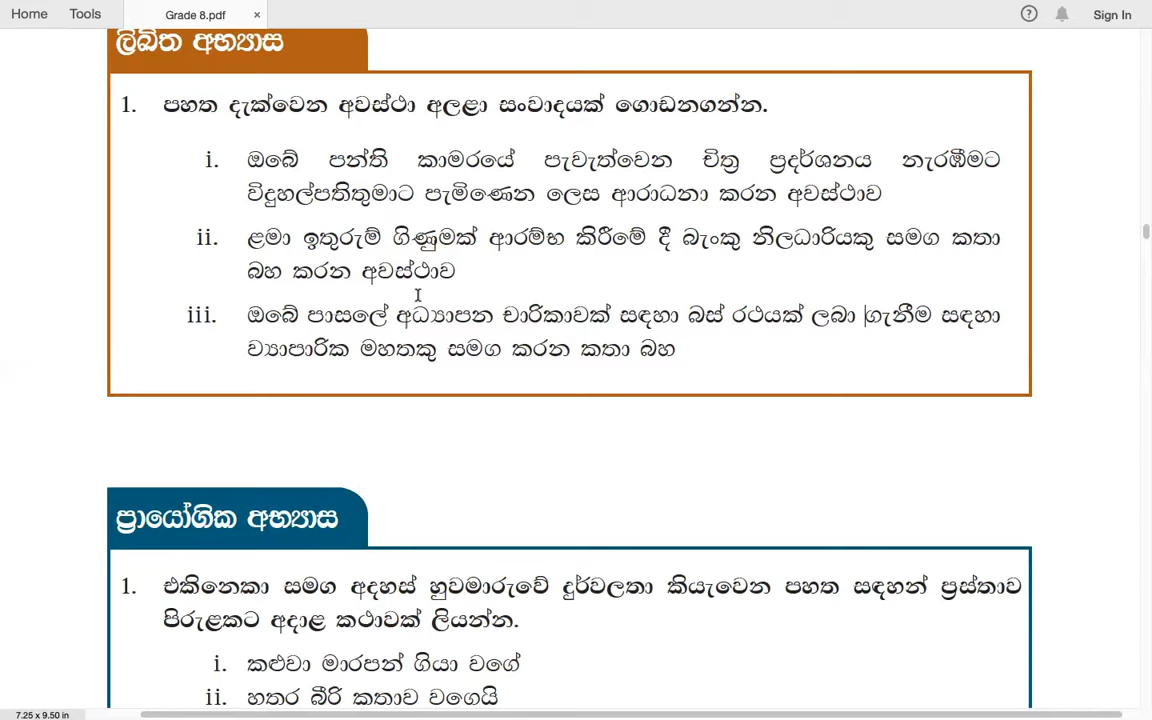 Home Tools Grade 8.pdf × ? Sign In
ලිඛිත අභ්‍යාස
1. පහත දැක්වෙන අවස්ථා අලළා සංවාදයක් ගොඩනගන්න.
i. ඔබේ පන්ති කාමරයේ පැවැත්වෙන චිත්‍ර ප්‍රදර්ශනය නැරඹීමට
විදුහල්පතිතුමාට පැමිණෙන ලෙස ආරාධනා කරන අවස්ථාව
ii. ළමා ඉතුරුම් ගිණුමක් ආරම්භ කිරීමේ දී බැංකු නිලධාරියකු සමග කතා
බහ කරන අවස්ථාව
iii. ඔබේ පාසලේ අධ්‍යාපන චාරිකාවක් සඳහා බස් රථයක් ලබා ගැනීම සඳහා
ව්‍යාපාරික මහතකු සමග කරන කතා බහ
ප්‍රායෝගික අභ්‍යාස
1. එකිනෙකා සමග අදහස් හුවමාරුවේ දුර්වලතා කියැවෙන පහත සඳහන් ප්‍රස්තාව
පිරුළකට අදාළ කථාවක් ලියන්න.
i. කළුවා මාරපන් ගියා වගේ
ii. හතර බීරි කතාව වගෙයි
7.25 x 9.50 in